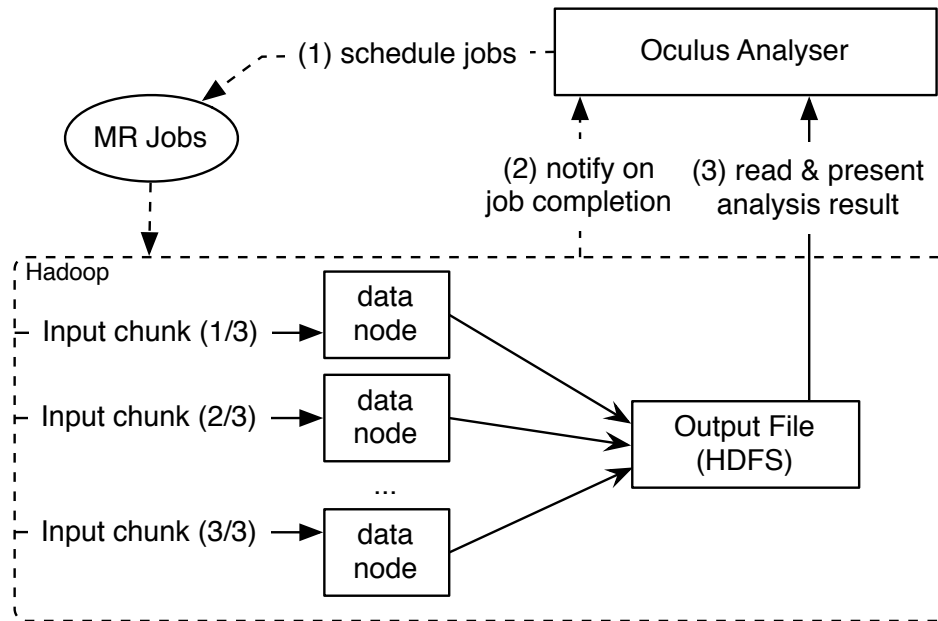 (1) schedule jobs
Oculus Analyser
MR Jobs
(2) notify on
job completion
(3) read & present
analysis result
Hadoop
Input chunk (1/3)
data
node
Input chunk (2/3)
data
node
Output File
(HDFS)
...
Input chunk (3/3)
data
node